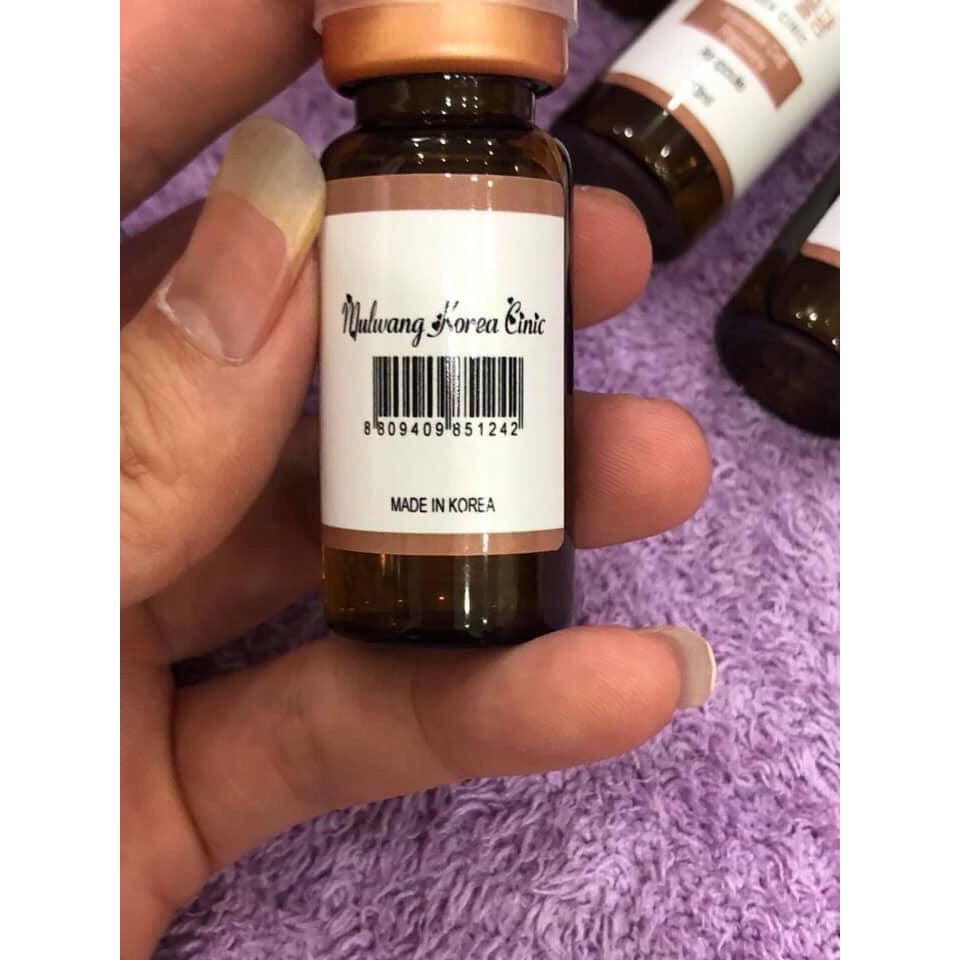 Mulwang Korea Cinic
8 809409 851242
MADE IN KOREA